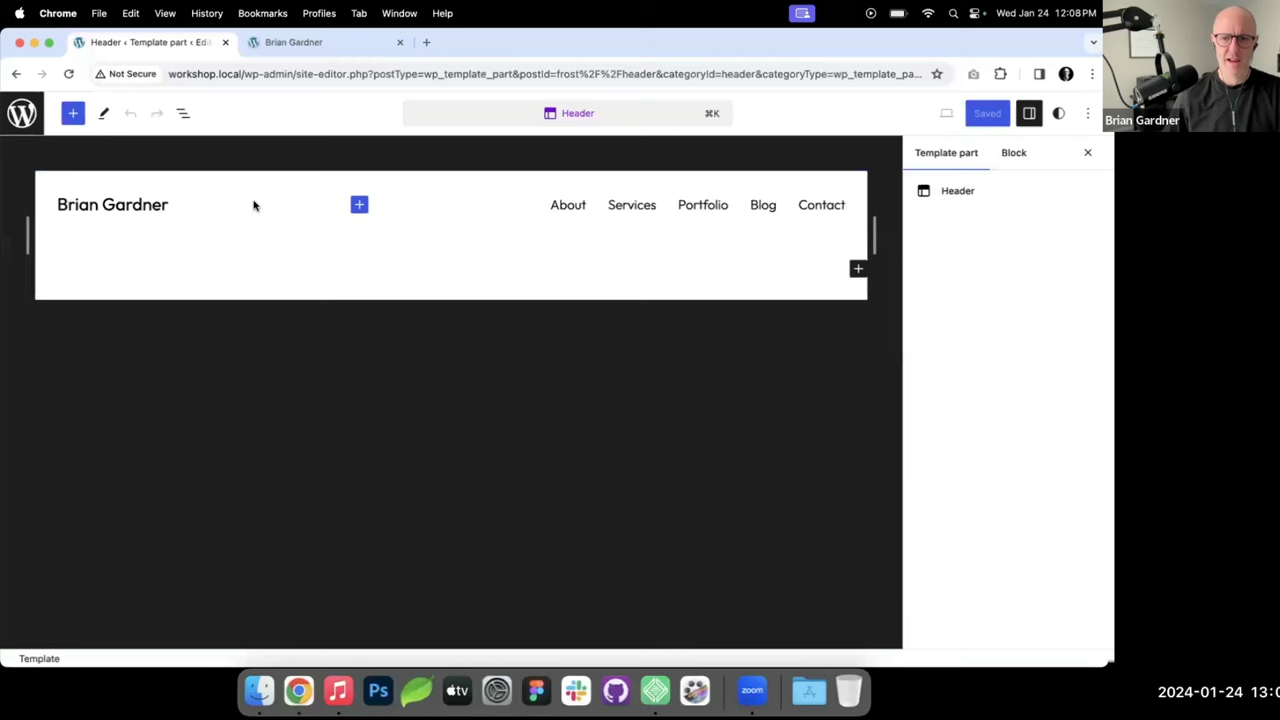 Chrome File Edit View History Bookmarks Profiles Tab Window Help Wed Jan 24 12:08 PM
Header ‹ Template part ‹ Edi
Brian Gardner
Not Secure workshop.local/wp-admin/site-editor.php?postType=wp_template_part&postId=frost%2F%2Fheader&categoryId=header&categoryType=wp_template_pa...
Header ⌘K
Saved
Brian Gardner
Template part Block
Header
Brian Gardner
About Services Portfolio Blog Contact
Template
tv
Ps
zoom
2024-01-24 13:0